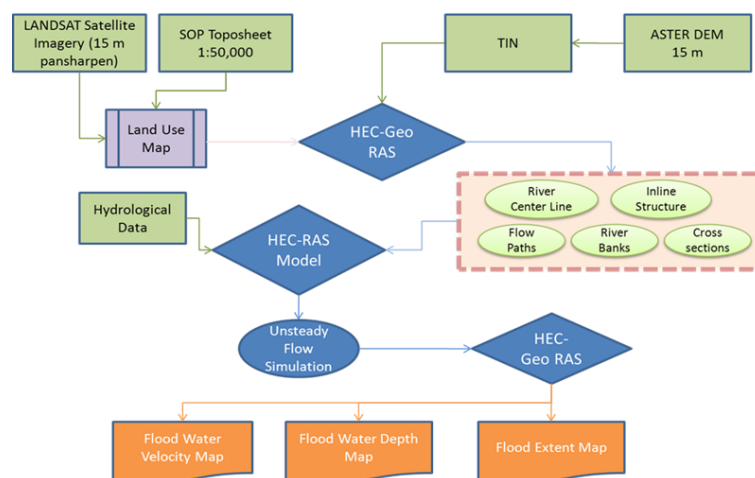 LANDSAT Satellite
Imagery (15 m
pansharpen)
SOP Toposheet
1:50,000
TIN
ASTER DEM
15 m
Land Use
Map
HEC-Geo
RAS
River
Center Line
Inline
Structure
Flow
Paths
River
Banks
Cross
sections
Hydrological
Data
HEC-RAS
Model
Unsteady
Flow
Simulation
HEC-
Geo RAS
Flood Water
Velocity Map
Flood Water Depth
Map
Flood Extent Map